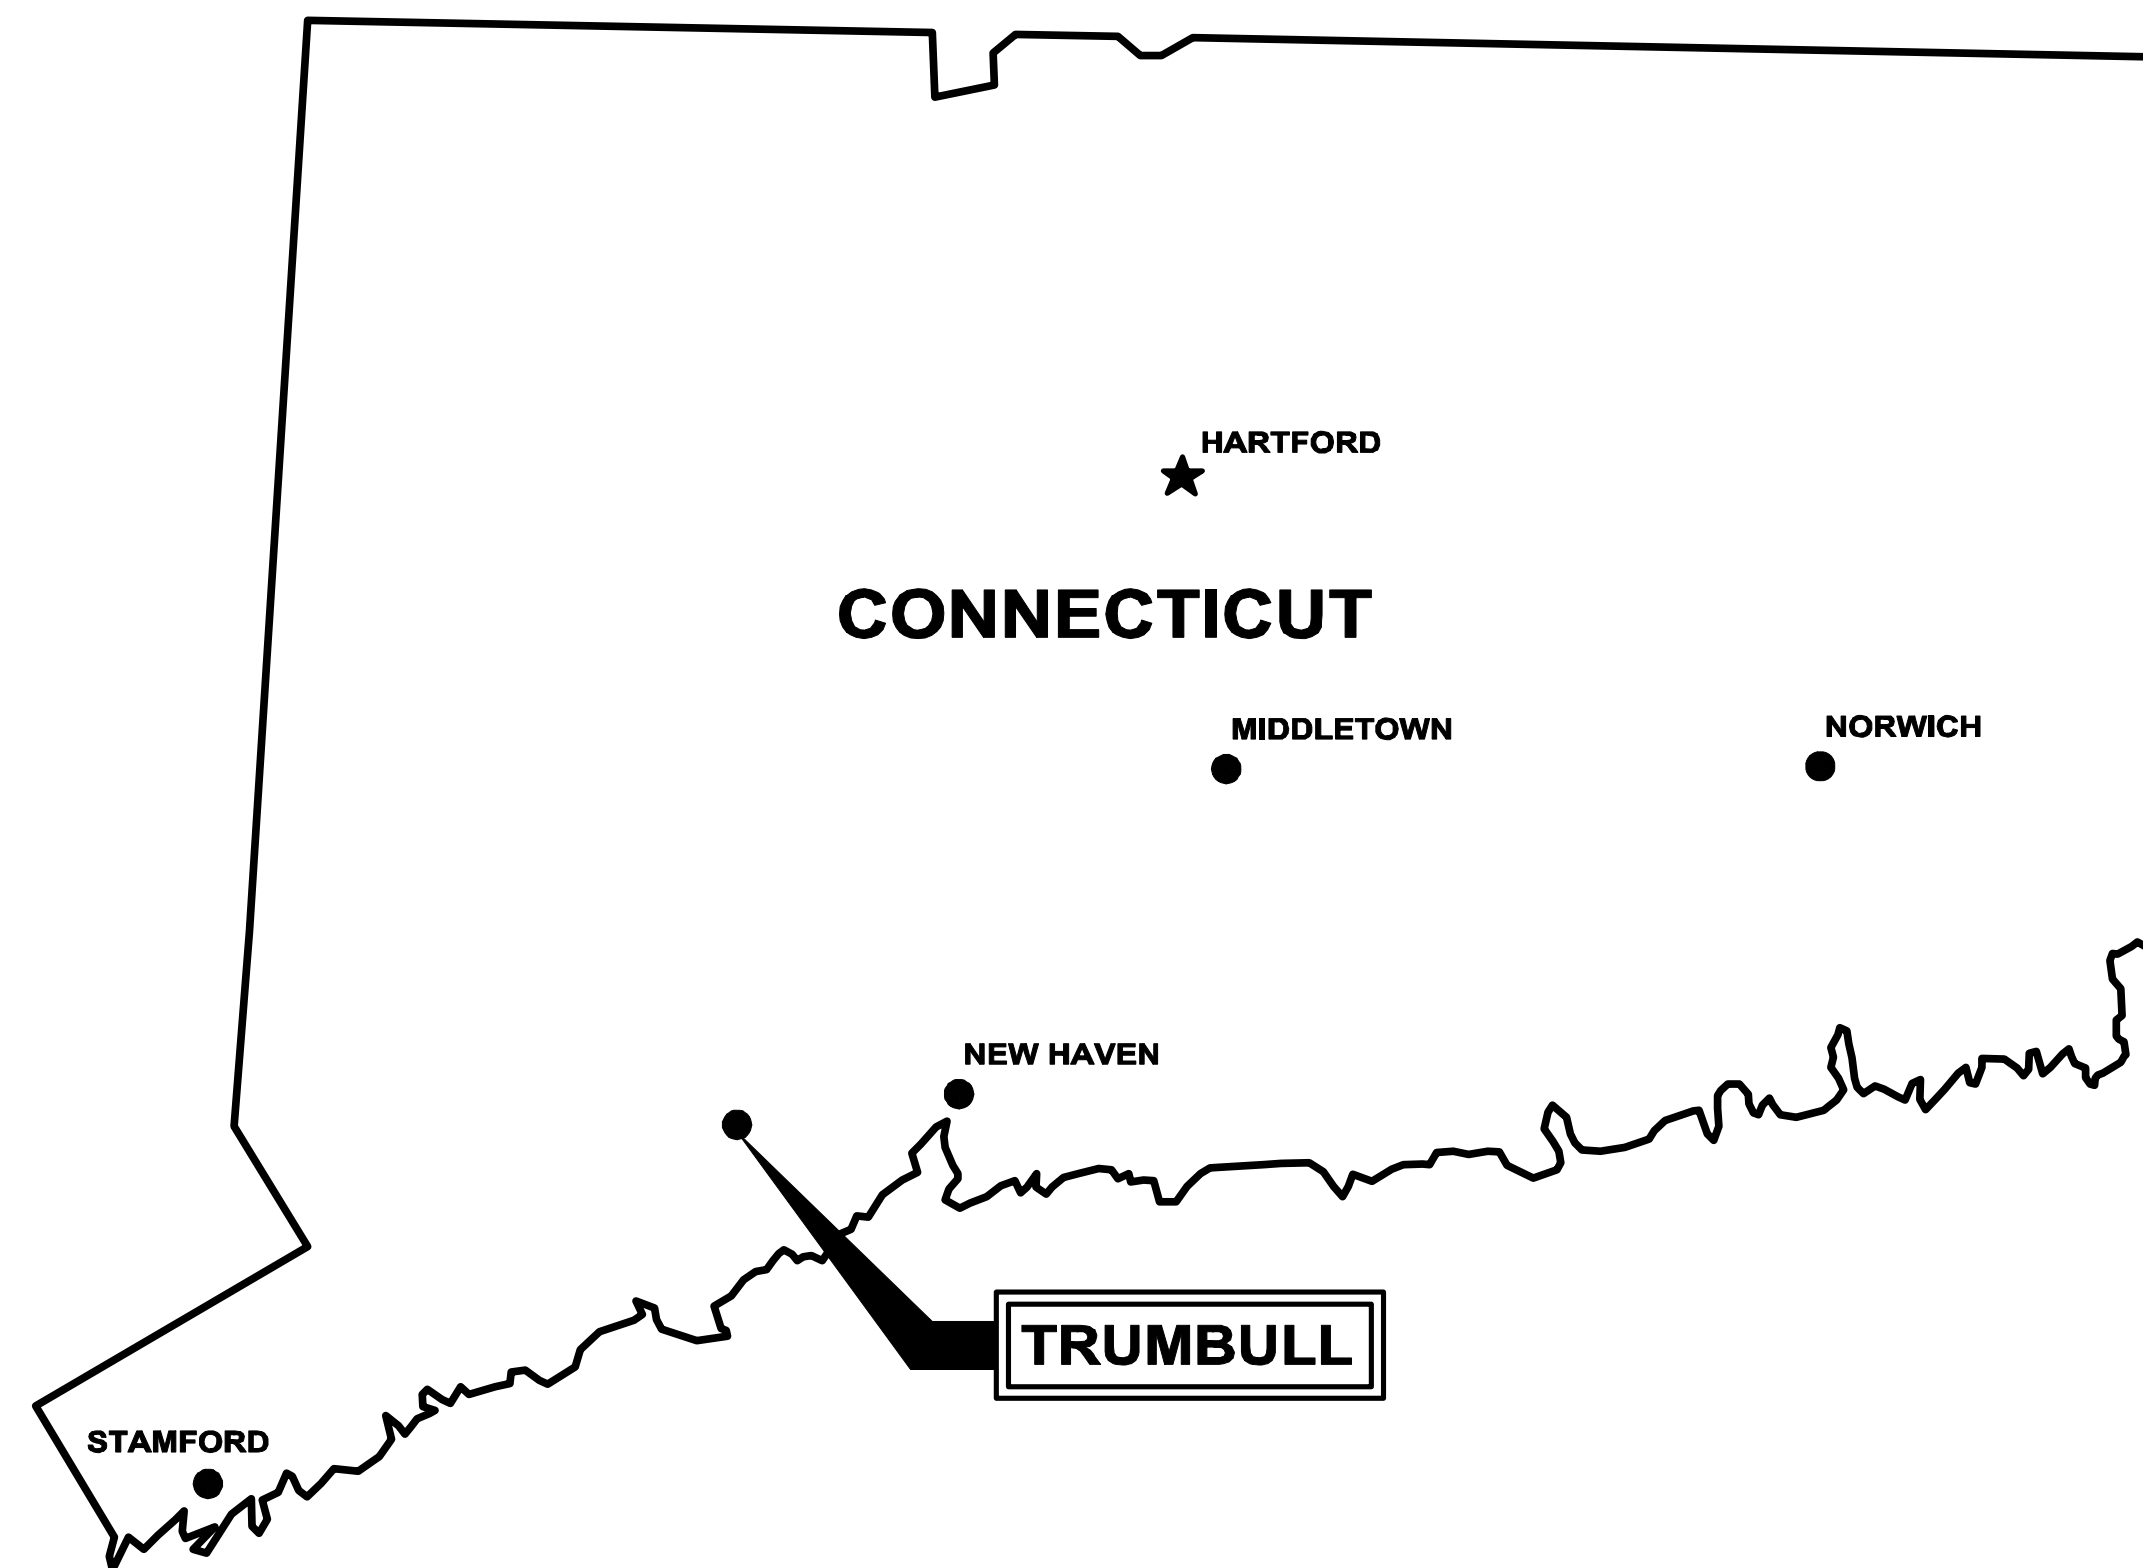 HARTFORD
CONNECTICUT
MIDDLETOWN
NORWICH
NEW HAVEN
TRUMBULL
STAMFORD